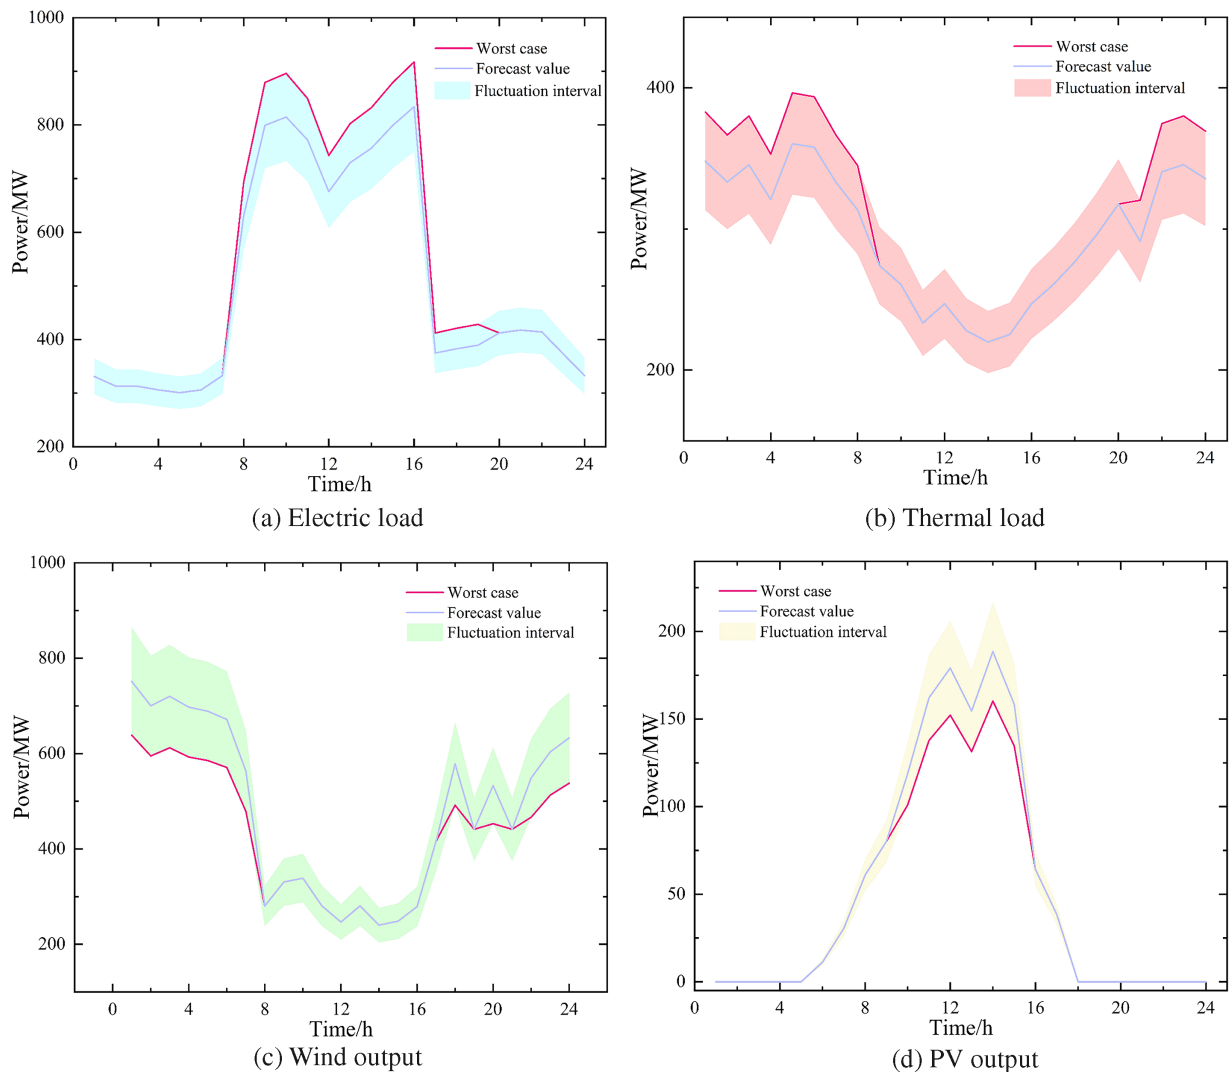 1000
800
600
400
200
Power/MW
Worst case
Forecast value
Fluctuation interval
0 4 8 12 16 20 24
Time/h
(a) Electric load
400
200
Power/MW
Worst case
Forecast value
Fluctuation interval
0 4 8 12 16 20 24
Time/h
(b) Thermal load
1000
800
600
400
200
Power/MW
Worst case
Forecast value
Fluctuation interval
0 4 8 12 16 20 24
Time/h
(c) Wind output
200
150
100
50
0
Power/MW
Worst case
Forecast value
Fluctuation interval
0 4 8 12 16 20 24
Time/h
(d) PV output